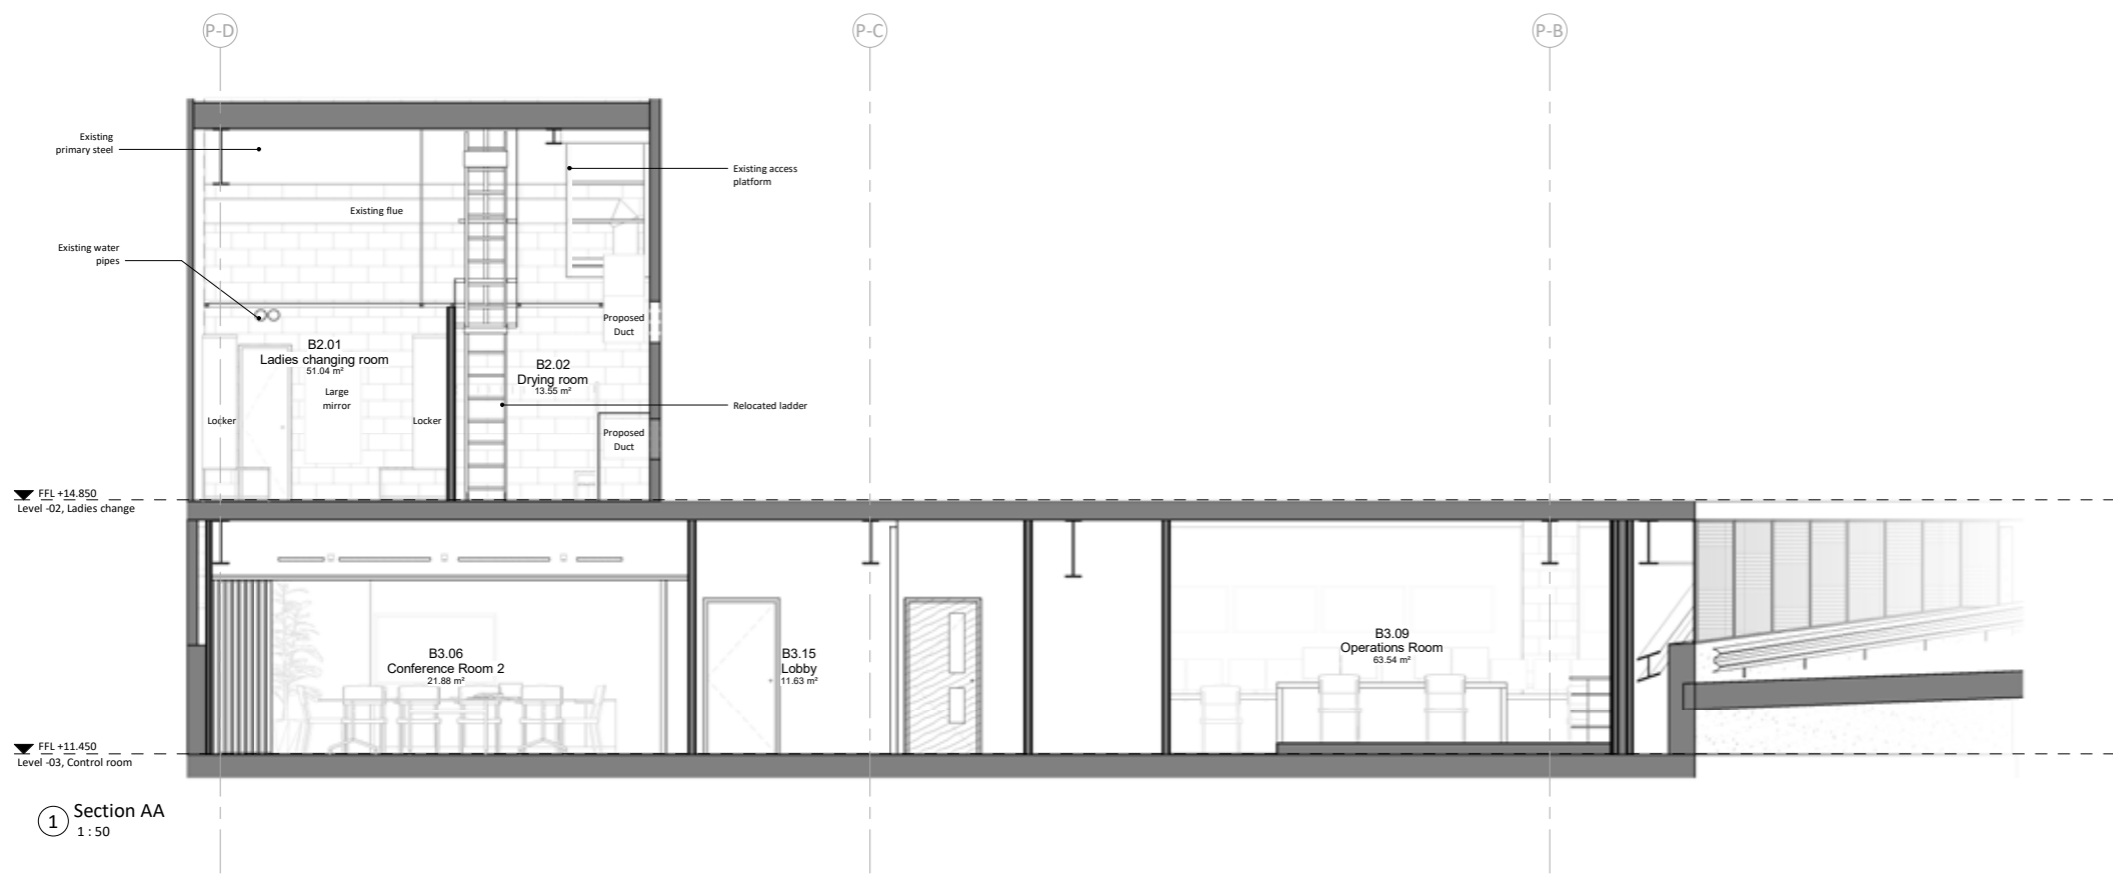 P-D
P-C
P-B
Existing
primary steel
Existing access
platform
Existing flue
Existing water
pipes
Proposed
Duct
B2.01
Ladies changing room
51.04 m²
B2.02
Drying room
13.55 m²
Large
mirror
Relocated ladder
Locker
Locker
Proposed
Duct
FFL +14.850
Level -02, Ladies change
B3.06
Conference Room 2
21.88 m²
B3.15
Lobby
11.63 m²
B3.09
Operations Room
63.54 m²
FFL +11.450
Level -03, Control room
1
Section AA
1 : 50